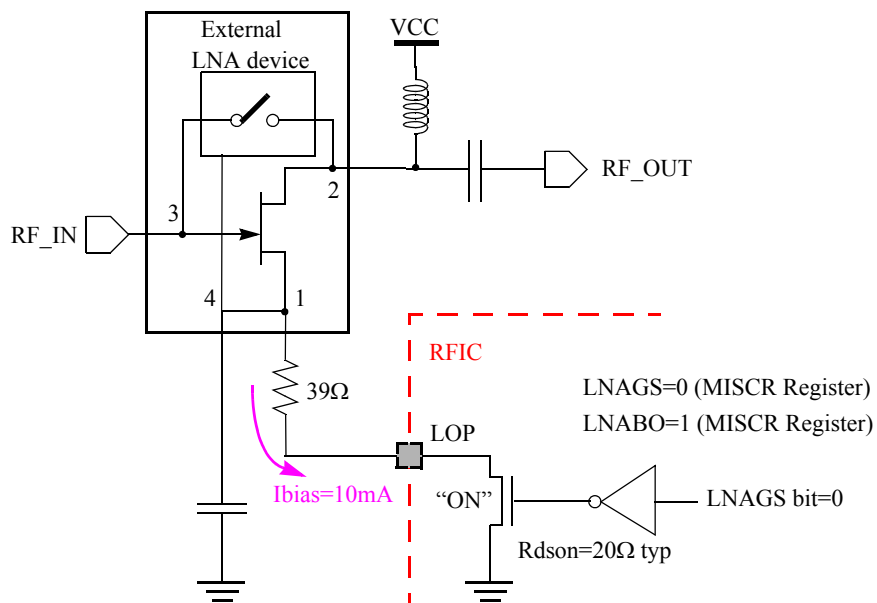 External
LNA device
VCC
RF_OUT
2
3
RF_IN
4
1
RFIC
39Ω
LNAGS=0 (MISCR Register)
LNABO=1 (MISCR Register)
LOP
Ibias=10mA
“ON”
LNAGS bit=0
Rdson=20Ω typ